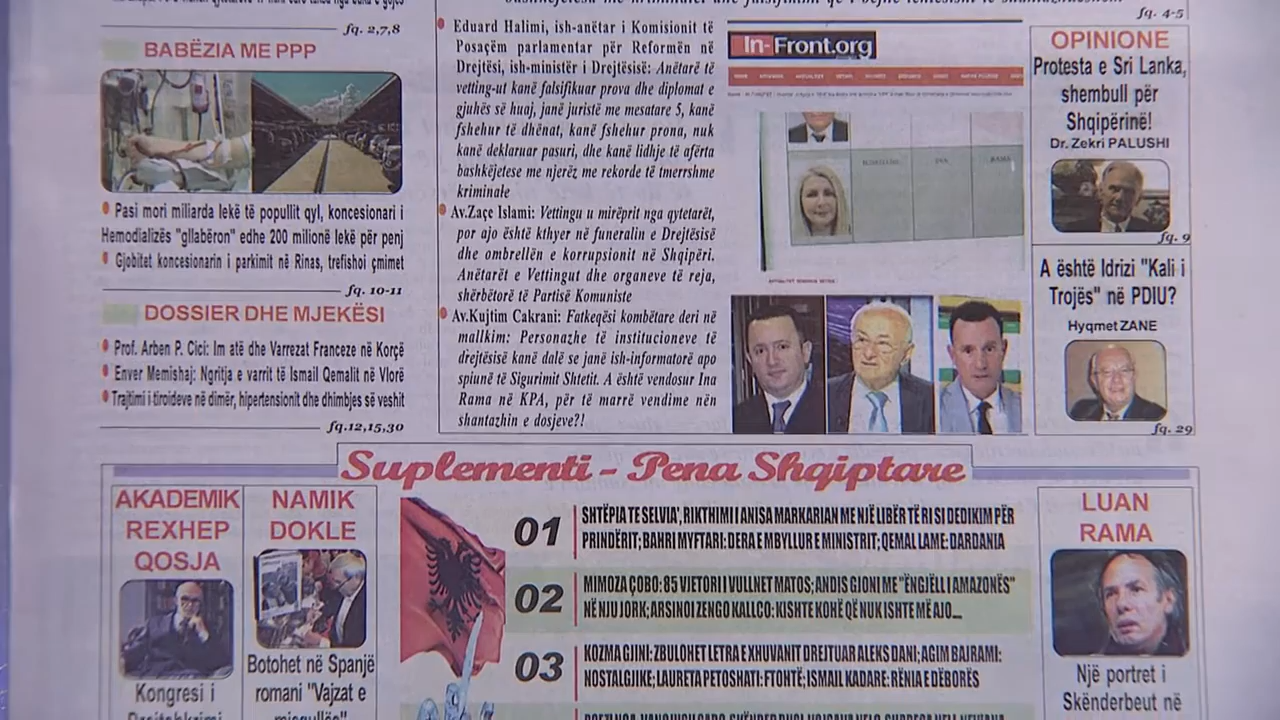 fq. 2,7,8
BABËZIA ME PPP
Pasi mori miliarda lekë të popullit qyl, koncesionari i
Hemodializës "gllabëron" edhe 200 milionë lekë për penj
Gjobitet koncesionarin i parkimit në Rinas, trefishoi çmimet
fq. 10-11
DOSSIER DHE MJEKËSI
Prof. Arben P. Cici: Im atë dhe Varrezat Franceze në Korçë
Enver Memishaj: Ngritja e varrit të Ismail Qemalit në Vlorë
Trajtimi i tiroideve në dimër, hipertensionit dhe dhimbjes së veshit
fq.12,15,30
Eduard Halimi, ish-anëtar i Komisionit të
Posaçëm parlamentar për Reformën në
Drejtësi, ish-ministër i Drejtësisë: Anëtarë të
vetting-ut kanë falsifikuar prova dhe diplomat e
gjuhës së huaj, janë juristë me mesatare 5, kanë
fshehur të dhënat, kanë fshehur prona, nuk
kanë deklaruar pasuri, dhe kanë lidhje të afërta
bashkëjetese me njerëz me rekorde të tmerrshme
kriminale
Av.Zaçe Islami: Vettingu u mirëprit nga qytetarët,
por ajo është kthyer në funeralin e Drejtësisë
dhe ombrellën e korrupsionit në Shqipëri.
Anëtarët e Vettingut dhe organeve të reja,
shërbëtorë të Partisë Komuniste
Av.Kujtim Cakrani: Fatkeqësi kombëtare deri në
mallkim: Personazhe të institucioneve të
drejtësisë kanë dalë se janë ish-informatorë apo
spiunë të Sigurimit Shtetit. A është vendosur Ina
Rama në KPA, për të marrë vendime nën
shantazhin e dosjeve?!
In-Front.org
RAMA
fq. 4-5
OPINIONE
Protesta e Sri Lanka,
shembull për
Shqipërinë!
Dr. Zekri PALUSHI
fq. 9
A është Idrizi "Kali i
Trojës" në PDIU?
Hyqmet ZANE
fq. 29
Suplementi - Pena Shqiptare
AKADEMIK
REXHEP
QOSJA
Kongresi i
NAMIK
DOKLE
Botohet në Spanjë
romani "Vajzat e
mjegullës"
01
SHTËPIA TE SELVIA', RIKTHIMI I ANISA MARKARIAN ME NJË LIBËR TË RI SI DEDIKIM PËR
PRINDËRIT; BAHRI MYFTARI: DERA E MBYLLUR E MINISTRIT; QEMAL LAME: DARDANIA
02
MIMOZA ÇOBO: 85 VJETORI I VULLNET MATOS; ANDIS GJONI ME "ËNGJËLLI AMAZONËS"
NË NJU JORK; ARSINOI ZENGO KALLCO: KISHTE KOHË QË NUK ISHTE ME AJO...
03
KOZMA GJINI: ZBULOHET LETRA E XHUVANIT DREJTUAR ALEKS DANI; AGIM BAJRAMI:
NOSTALGJIKE; LAURETA PETOSHATI: FTOHTË; ISMAIL KADARE: RËNIA E DËBORËS
LUAN
RAMA
Një portret i
Skënderbeut në